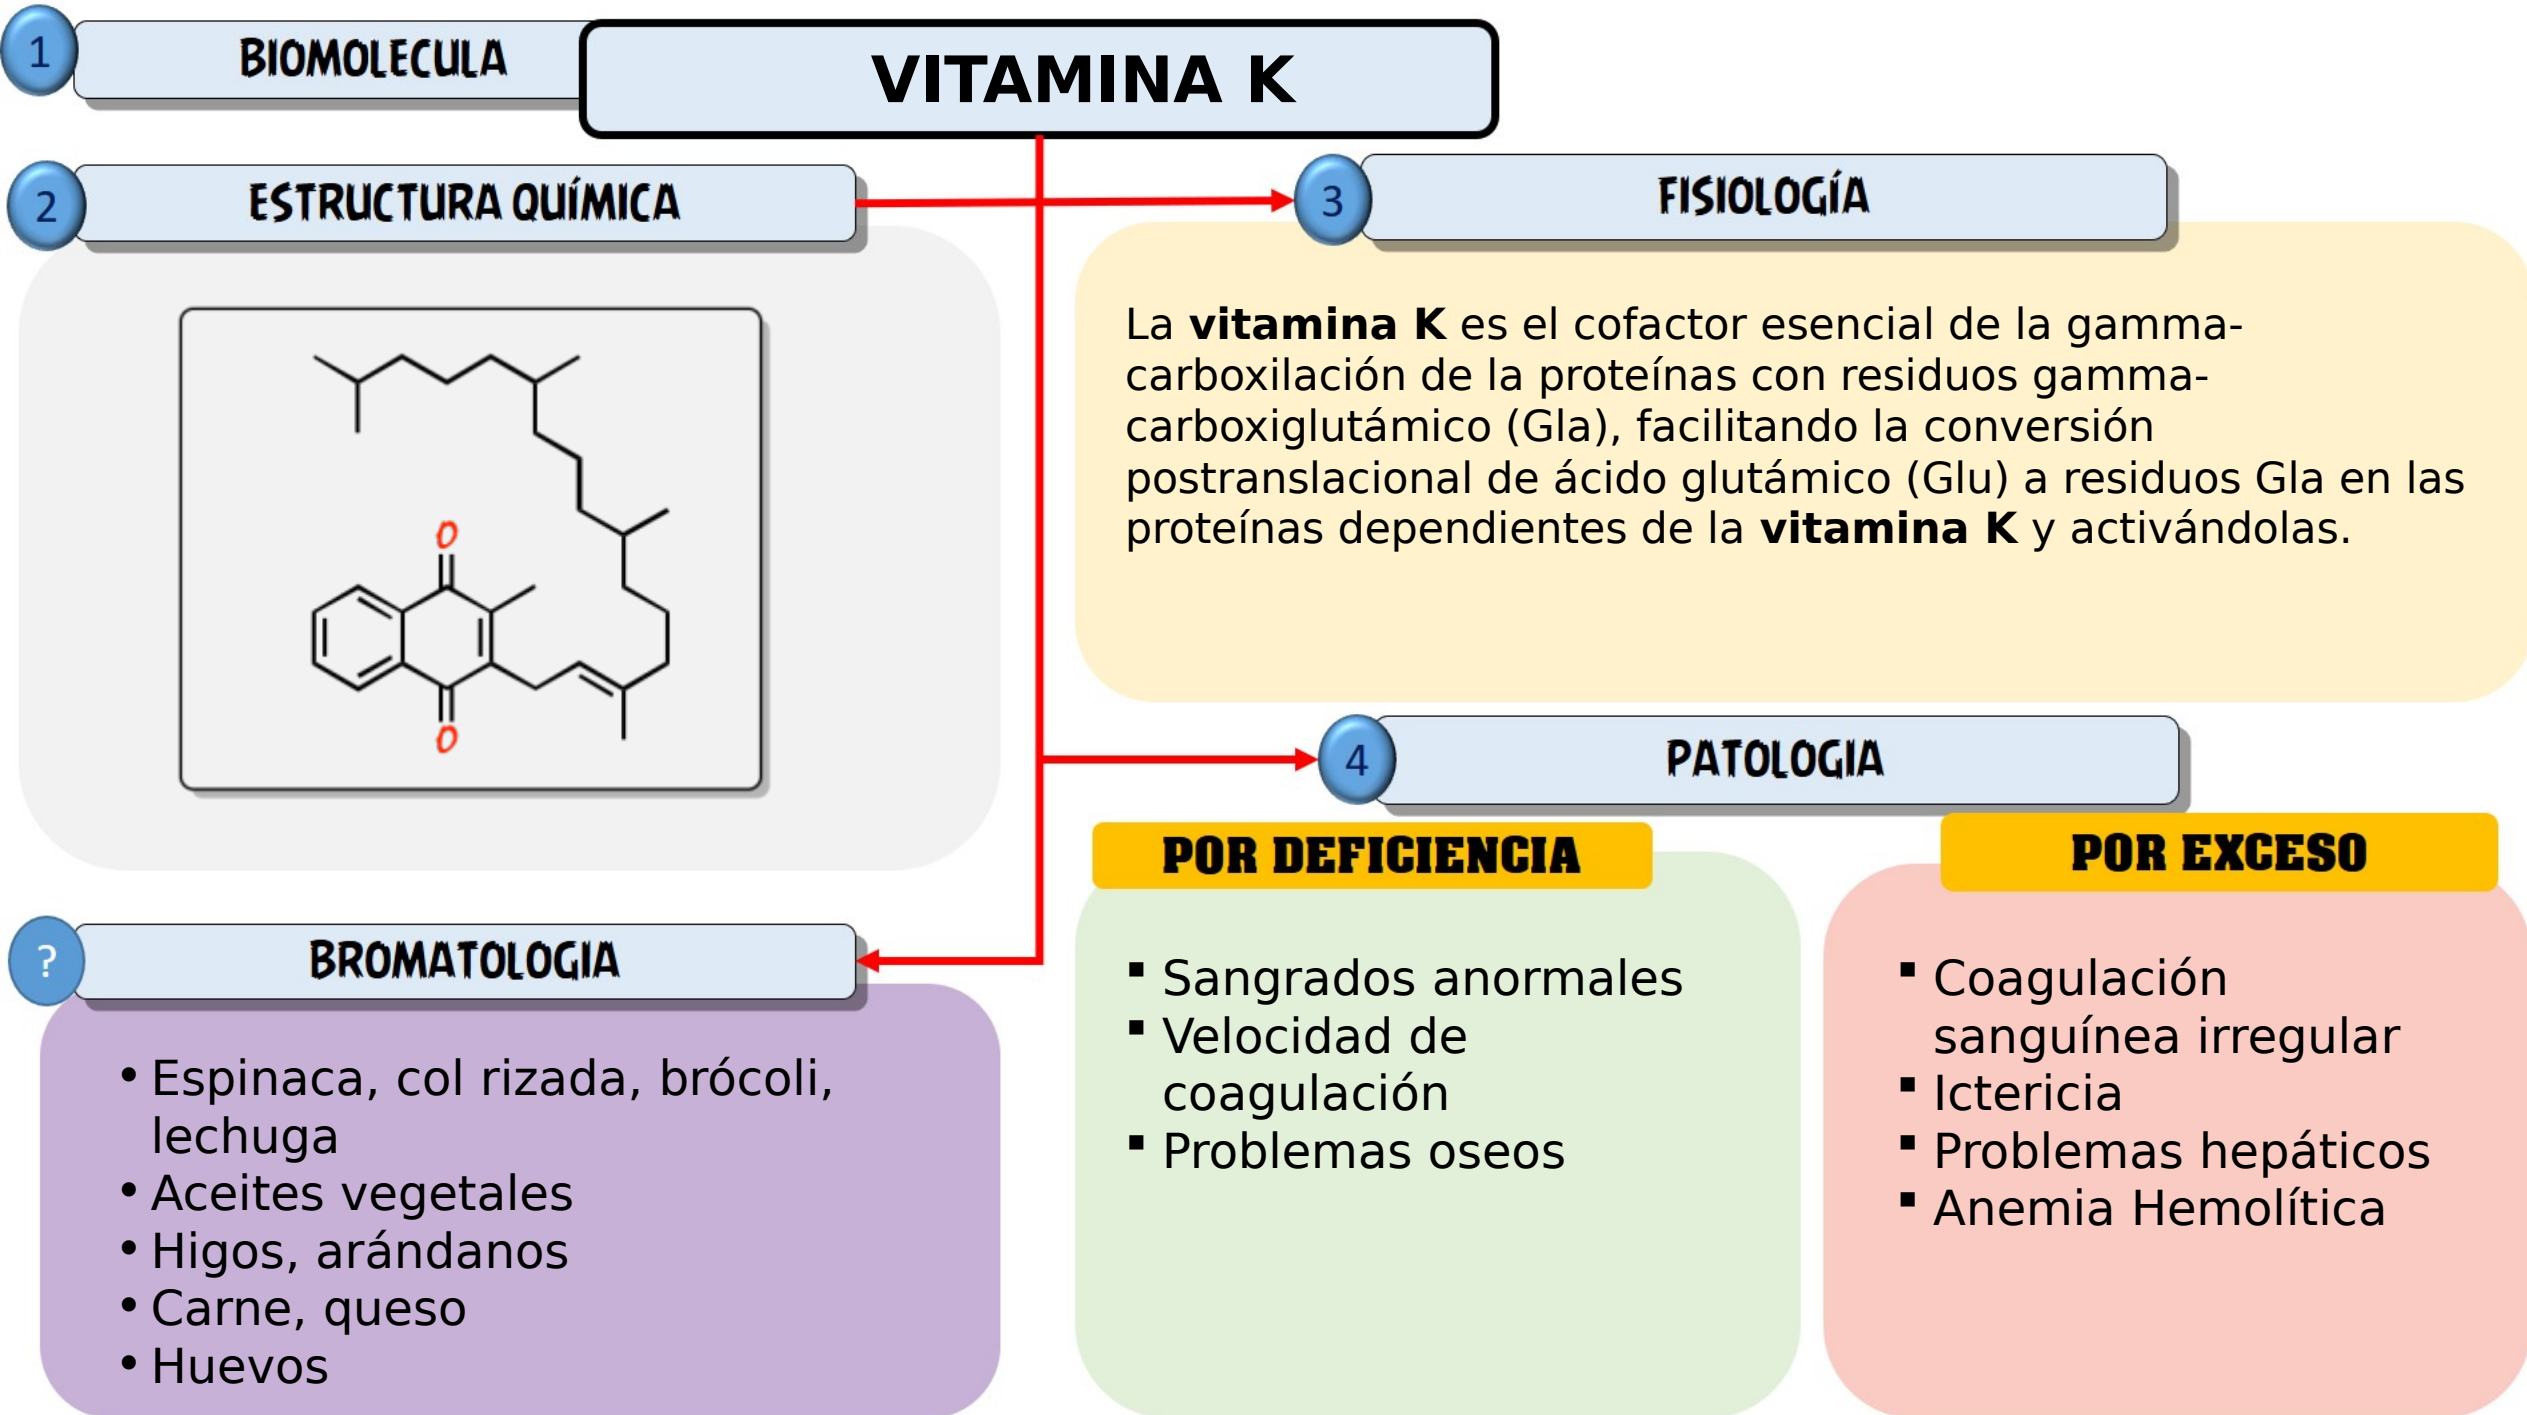 1
BIOMOLECULA
VITAMINA K
2
ESTRUCTURA QUÍMICA
O
O
3
FISIOLOGÍA
La vitamina K es el cofactor esencial de la gamma-
carboxilación de la proteínas con residuos gamma-
carboxiglutámico (Gla), facilitando la conversión
postranslacional de ácido glutámico (Glu) a residuos Gla en las
proteínas dependientes de la vitamina K y activándolas.
4
PATOLOGIA
POR DEFICIENCIA
▪ Sangrados anormales
▪ Velocidad de
coagulación
▪ Problemas oseos
POR EXCESO
▪ Coagulación
sanguínea irregular
▪ Ictericia
▪ Problemas hepáticos
▪ Anemia Hemolítica
?
BROMATOLOGIA
• Espinaca, col rizada, brócoli,
lechuga
• Aceites vegetales
• Higos, arándanos
• Carne, queso
• Huevos